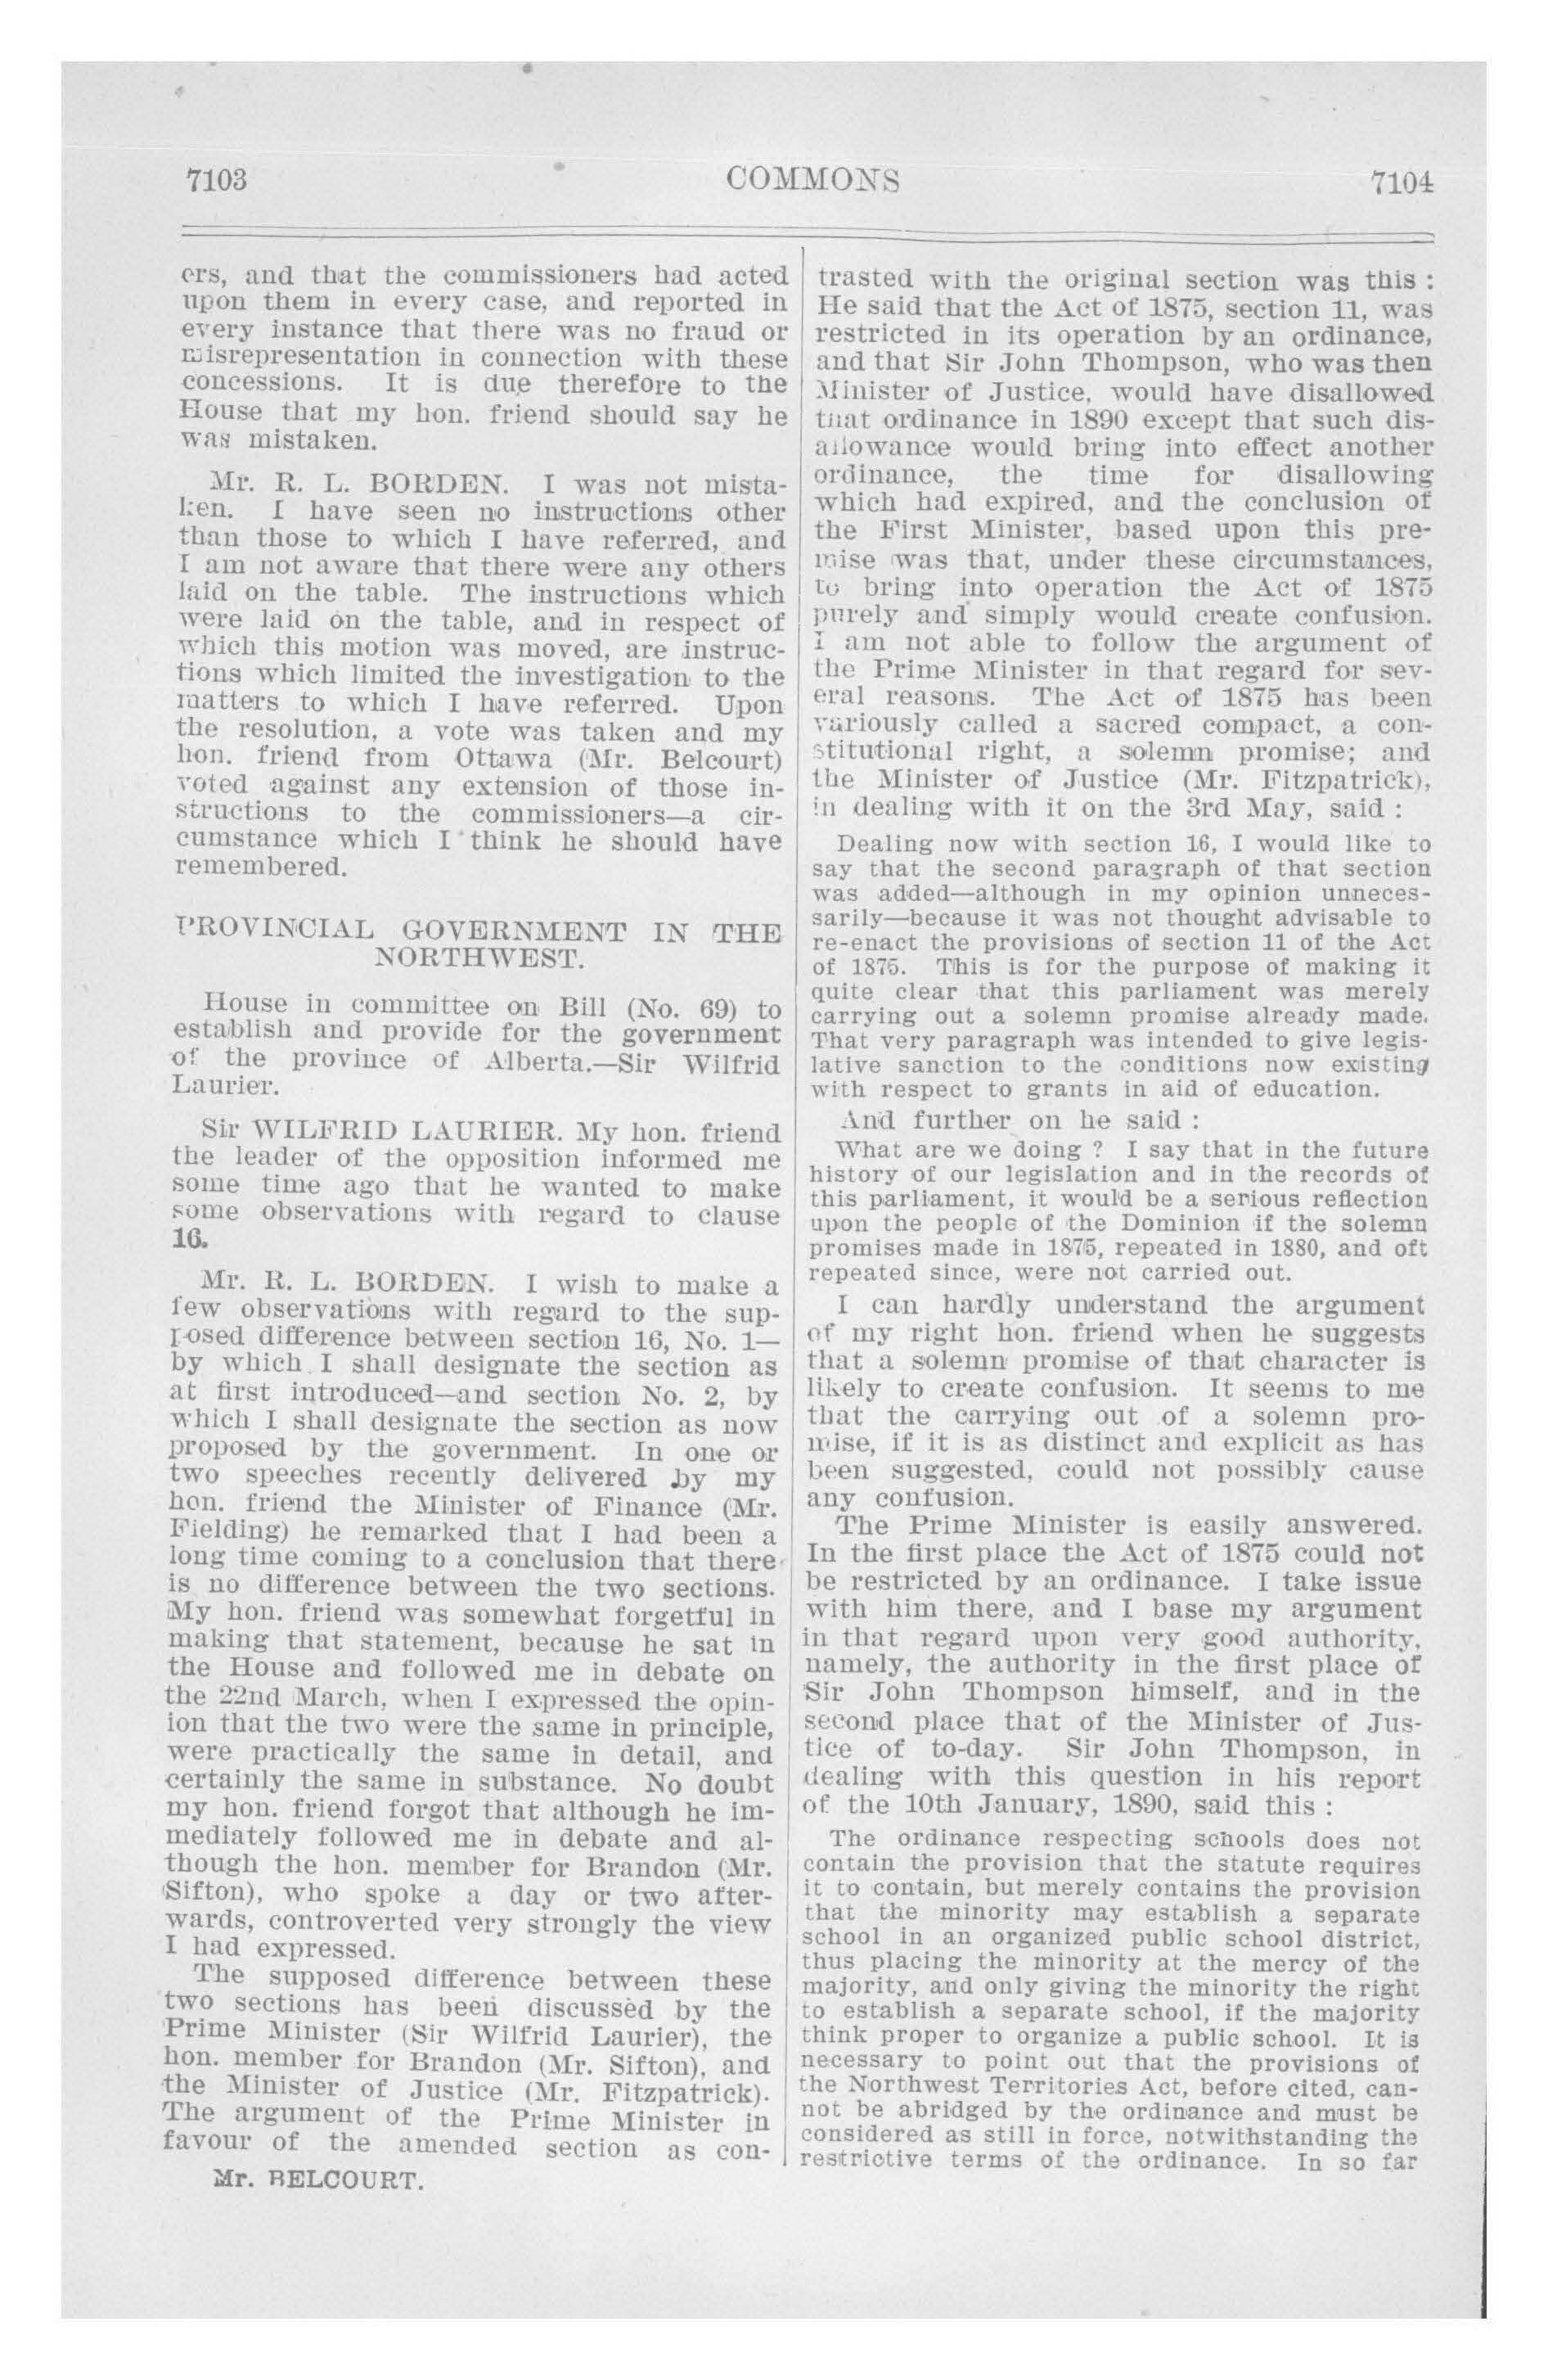 7103
COMMONS
7104
ers, and that the commissioners had acted
upon them in every case, and reported in
every instance that there was no fraud or
misrepresentation in connection with these
concessions. It is due therefore to the
House that my hon. friend should say he
was mistaken.
Mr. R. L. BORDEN. I was not mista-
ken. I have seen no instructions other
than those to which I have referred, and
I am not aware that there were any others
laid on the table. The instructions which
were laid on the table, and in respect of
which this motion was moved, are instruc-
tions which limited the investigation to the
matters to which I have referred. Upon
the resolution, a vote was taken and my
hon. friend from Ottawa (Mr. Belcourt)
voted against any extension of those in-
structions to the commissioners—a cir-
cumstance which I think he should have
remembered.
PROVINCIAL GOVERNMENT IN THE
NORTHWEST.
House in committee on Bill (No. 69) to
establish and provide for the government
of the province of Alberta.—Sir Wilfrid
Laurier.
Sir WILFRID LAURIER. My hon. friend
the leader of the opposition informed me
some time ago that he wanted to make
some observations with regard to clause
16.
Mr. R. L. BORDEN. I wish to make a
few observations with regard to the sup-
posed difference between section 16, No. 1—
by which I shall designate the section as
at first introduced—and section No. 2, by
which I shall designate the section as now
proposed by the government. In one or
two speeches recently delivered by my
hon. friend the Minister of Finance (Mr.
Fielding) he remarked that I had been a
long time coming to a conclusion that there
is no difference between the two sections.
My hon. friend was somewhat forgetful in
making that statement, because he sat in
the House and followed me in debate on
the 22nd March, when I expressed the opin-
ion that the two were the same in principle,
were practically the same in detail, and
certainly the same in substance. No doubt
my hon. friend forgot that although he im-
mediately followed me in debate and al-
though the hon. member for Brandon (Mr.
Sifton), who spoke a day or two after-
wards, controverted very strongly the view
I had expressed.
The supposed difference between these
two sections has been discussed by the
Prime Minister (Sir Wilfrid Laurier), the
hon. member for Brandon (Mr. Sifton), and
the Minister of Justice (Mr. Fitzpatrick).
The argument of the Prime Minister in
favour of the amended section as con-
Mr. BELCOURT.
trasted with the original section was this :
He said that the Act of 1875, section 11, was
restricted in its operation by an ordinance,
and that Sir John Thompson, who was then
Minister of Justice, would have disallowed
that ordinance in 1890 except that such dis-
allowance would bring into effect another
ordinance, the time for disallowing
which had expired, and the conclusion of
the First Minister, based upon this pre-
mise was that, under these circumstances,
to bring into operation the Act of 1875
purely and simply would create confusion.
I am not able to follow the argument of
the Prime Minister in that regard for sev-
eral reasons. The Act of 1875 has been
variously called a sacred compact, a con-
stitutional right, a solemn promise; and
the Minister of Justice (Mr. Fitzpatrick),
in dealing with it on the 3rd May, said :
Dealing now with section 16, I would like to
say that the second paragraph of that section
was added—although in my opinion unneces-
sarily—because it was not thought advisable to
re-enact the provisions of section 11 of the Act
of 1875. This is for the purpose of making it
quite clear that this parliament was merely
carrying out a solemn promise already made.
That very paragraph was intended to give legis-
lative sanction to the conditions now existing
with respect to grants in aid of education.
And further on he said :
What are we doing ? I say that in the future
history of our legislation and in the records of
this parliament, it would be a serious reflection
upon the people of the Dominion if the solemn
promises made in 1875, repeated in 1880, and oft
repeated since, were not carried out.
I can hardly understand the argument
of my right hon. friend when he suggests
that a solemn promise of that character is
likely to create confusion. It seems to me
that the carrying out of a solemn pro-
mise, if it is as distinct and explicit as has
been suggested, could not possibly cause
any confusion.
The Prime Minister is easily answered.
In the first place the Act of 1875 could not
be restricted by an ordinance. I take issue
with him there, and I base my argument
in that regard upon very good authority,
namely, the authority in the first place of
Sir John Thompson himself, and in the
second place that of the Minister of Jus-
tice of to-day. Sir John Thompson, in
dealing with this question in his report
of the 10th January, 1890, said this :
The ordinance respecting schools does not
contain the provision that the statute requires
it to contain, but merely contains the provision
that the minority may establish a separate
school in an organized public school district,
thus placing the minority at the mercy of the
majority, and only giving the minority the right
to establish a separate school, if the majority
think proper to organize a public school. It is
necessary to point out that the provisions of
the Northwest Territories Act, before cited, can-
not be abridged by the ordinance and must be
considered as still in force, notwithstanding the
restrictive terms of the ordinance. In so far